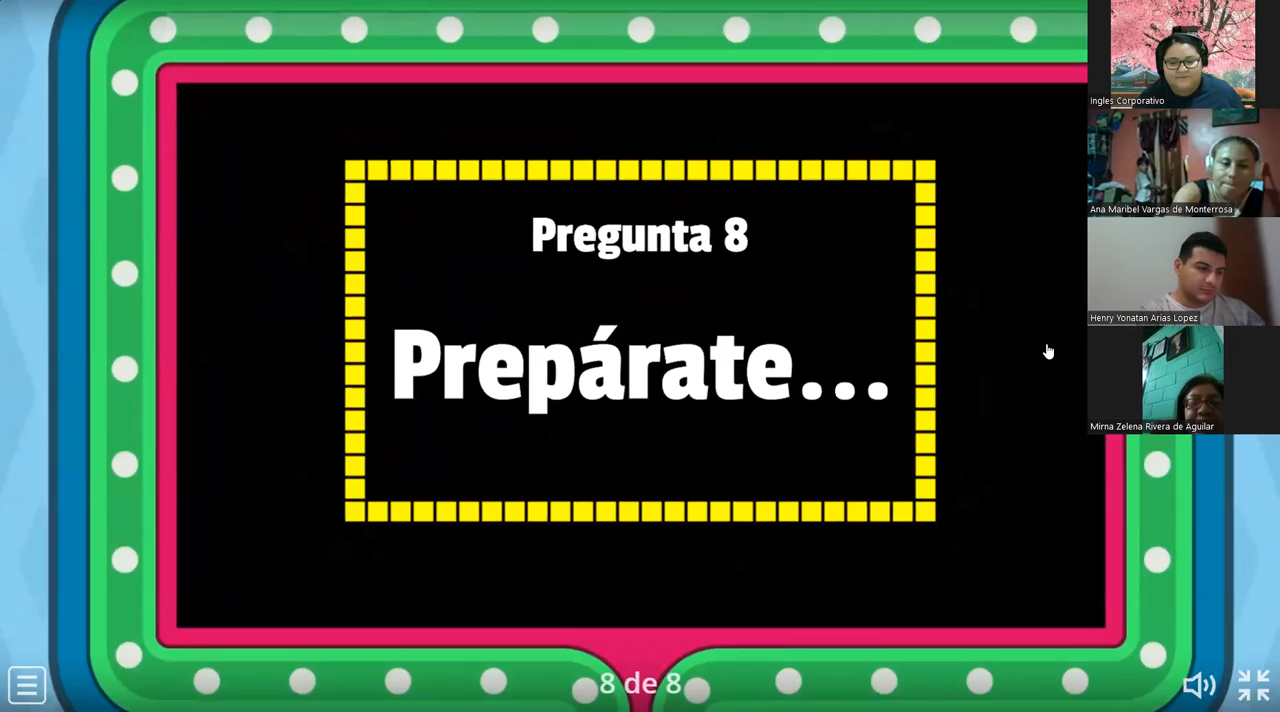 Pregunta 8
Prepárate...
8 de 8
Ingles Corporativo
Ana Maribel Vargas de Monterrosa
Henry Yonatan Arias Lopez
Mirna Zelena Rivera de Aguilar